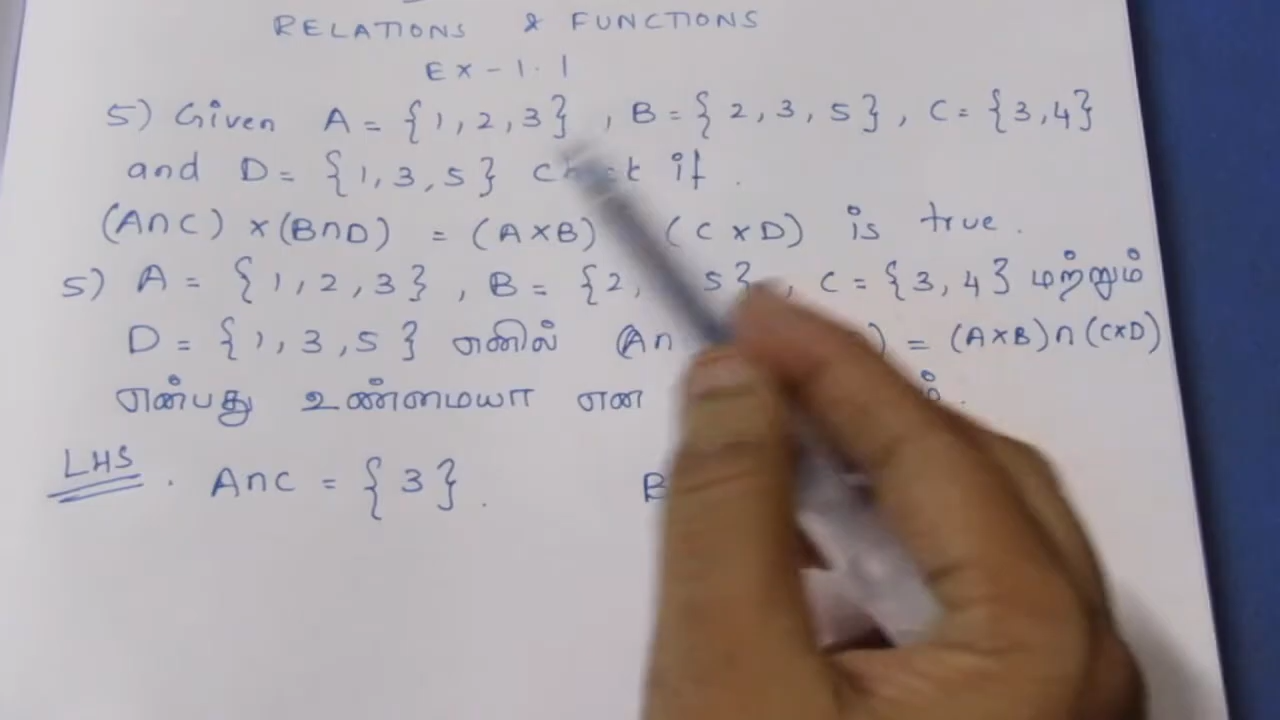 RELATIONS & FUNCTIONS
Ex-1.1
5) Given A = {1,2,3}, B = {2,3,5}, C = {3,4}
and D = {1,3,5} if
(A∩C) × (B∩D) = (A×B) (C×D) is true.
5) A = {1,2,3}, B = {2, 5}, C = {3,4} மற்றும்
D = {1,3,5} எனில் (A∩ ) = (A×B)∩(C×D)
என்பது உண்மையா என
LHS. A∩C = {3}. B